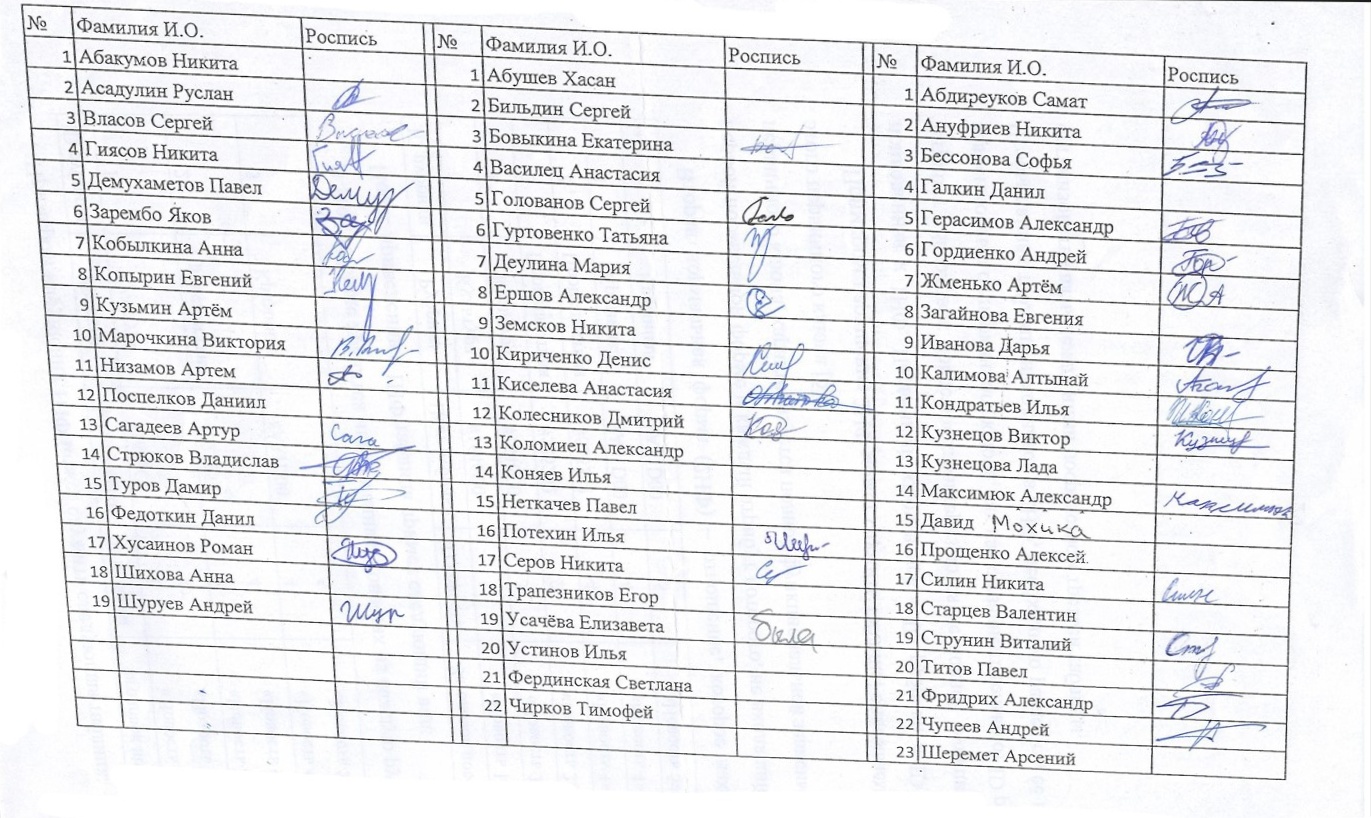 № Фамилия И.О. Роспись
1 Абакумов Никита
2 Асадулин Руслан
3 Власов Сергей
4 Гиясов Никита
5 Демухаметов Павел
6 Зарембо Яков
7 Кобылкина Анна
8 Копырин Евгений
9 Кузьмин Артём
10 Марочкина Виктория
11 Низамов Артем
12 Поспелков Даниил
13 Сагадеев Артур Сага
14 Стрюков Владислав
15 Туров Дамир
16 Федоткин Данил
17 Хусаинов Роман
18 Шихова Анна
19 Шуруев Андрей Шур
№ Фамилия И.О. Роспись
1 Абушев Хасан
2 Бильдин Сергей
3 Бовыкина Екатерина
4 Василец Анастасия
5 Голованов Сергей
6 Гуртовенко Татьяна
7 Деулина Мария
8 Ершов Александр
9 Земсков Никита
10 Кириченко Денис
11 Киселева Анастасия
12 Колесников Дмитрий
13 Коломиец Александр
14 Коняев Илья
15 Неткачев Павел
16 Потехин Илья
17 Серов Никита
18 Трапезников Егор
19 Усачёва Елизавета была
20 Устинов Илья
21 Фердинская Светлана
22 Чирков Тимофей
№ Фамилия И.О. Роспись
1 Абдиреуков Самат
2 Ануфриев Никита
3 Бессонова Софья
4 Галкин Данил
5 Герасимов Александр
6 Гордиенко Андрей
7 Жменько Артём
8 Загайнова Евгения
9 Иванова Дарья
10 Калимова Алтынай
11 Кондратьев Илья
12 Кузнецов Виктор
13 Кузнецова Лада
14 Максимюк Александр
15 Давид Мохика
16 Прощенко Алексей
17 Силин Никита
18 Старцев Валентин
19 Струнин Виталий
20 Титов Павел
21 Фридрих Александр
22 Чупеев Андрей
23 Шеремет Арсений